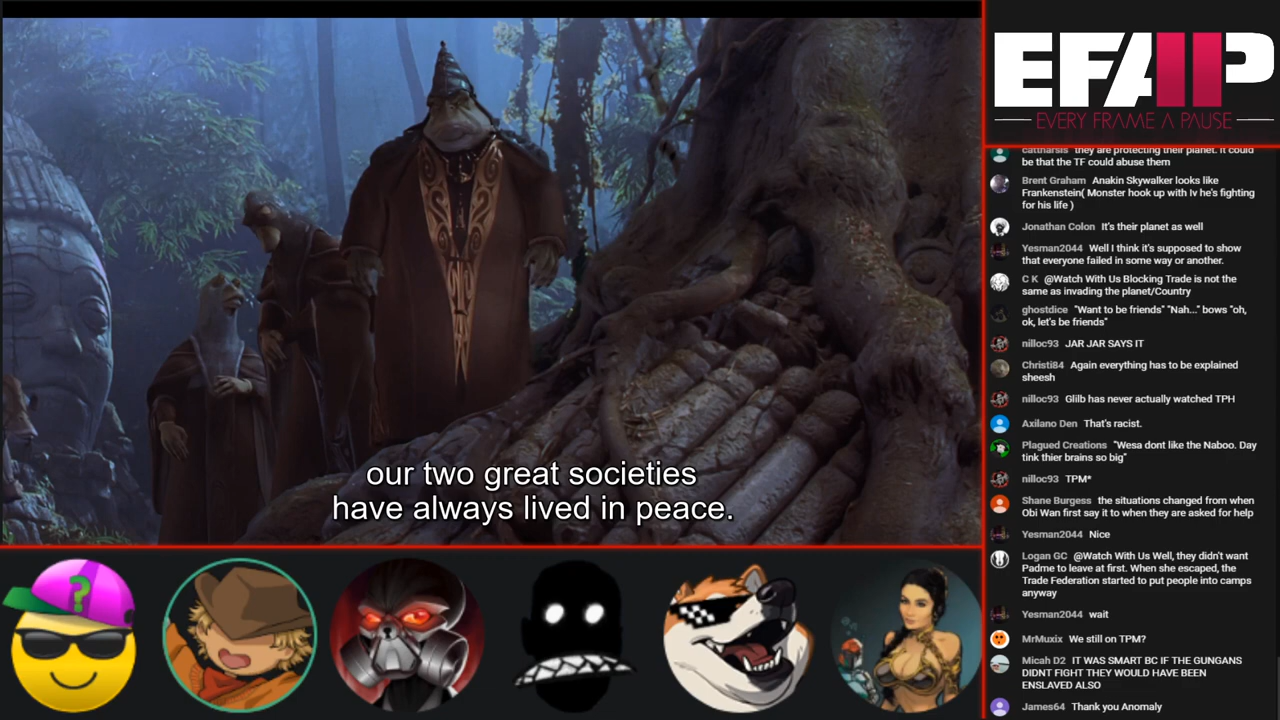 our two great societies
have always lived in peace.
?
EFAP
EVERY FRAME A PAUSE
cattharsis they are protecting their planet. It could
be that the TF could abuse them
Brent Graham Anakin Skywalker looks like
Frankenstein( Monster hook up with Iv he's fighting
for his life )
Jonathan Colon It's their planet as well
Yesman2044 Well I think it's supposed to show
that everyone failed in some way or another.
C K @Watch With Us Blocking Trade is not the
same as invading the planet/Country
ghostdice "Want to be friends" "Nah..." bows "oh,
ok, let's be friends"
nilloc93 JAR JAR SAYS IT
Christi84 Again everything has to be explained
sheesh
nilloc93 Glilb has never actually watched TPH
Axilano Den That's racist.
Plagued Creations "Wesa dont like the Naboo. Day
tink thier brains so big"
nilloc93 TPM*
Shane Burgess the situations changed from when
Obi Wan first say it to when they are asked for help
Yesman2044 Nice
Logan GC @Watch With Us Well, they didn't want
Padme to leave at first. When she escaped, the
Trade Federation started to put people into camps
anyway
Yesman2044 wait
MrMuxix We still on TPM?
Micah D2 IT WAS SMART BC IF THE GUNGANS
DIDNT FIGHT THEY WOULD HAVE BEEN
ENSLAVED ALSO
James64 Thank you Anomaly